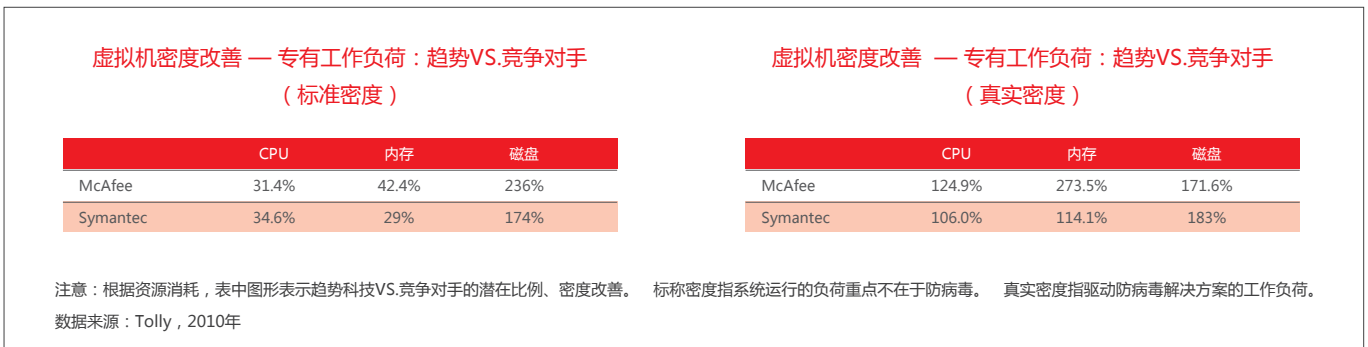 虚拟机密度改善 — 专有工作负荷：趋势VS.竞争对手
（标准密度）
CPU 内存 磁盘
McAfee 31.4% 42.4% 236%
Symantec 34.6% 29% 174%
虚拟机密度改善 — 专有工作负荷：趋势VS.竞争对手
（真实密度）
CPU 内存 磁盘
McAfee 124.9% 273.5% 171.6%
Symantec 106.0% 114.1% 183%
注意：根据资源消耗，表中图形表示趋势科技VS.竞争对手的潜在比例、密度改善。 标称密度指系统运行的负荷重点不在于防病毒。 真实密度指驱动防病毒解决方案的工作负荷。
数据来源：Tolly，2010年